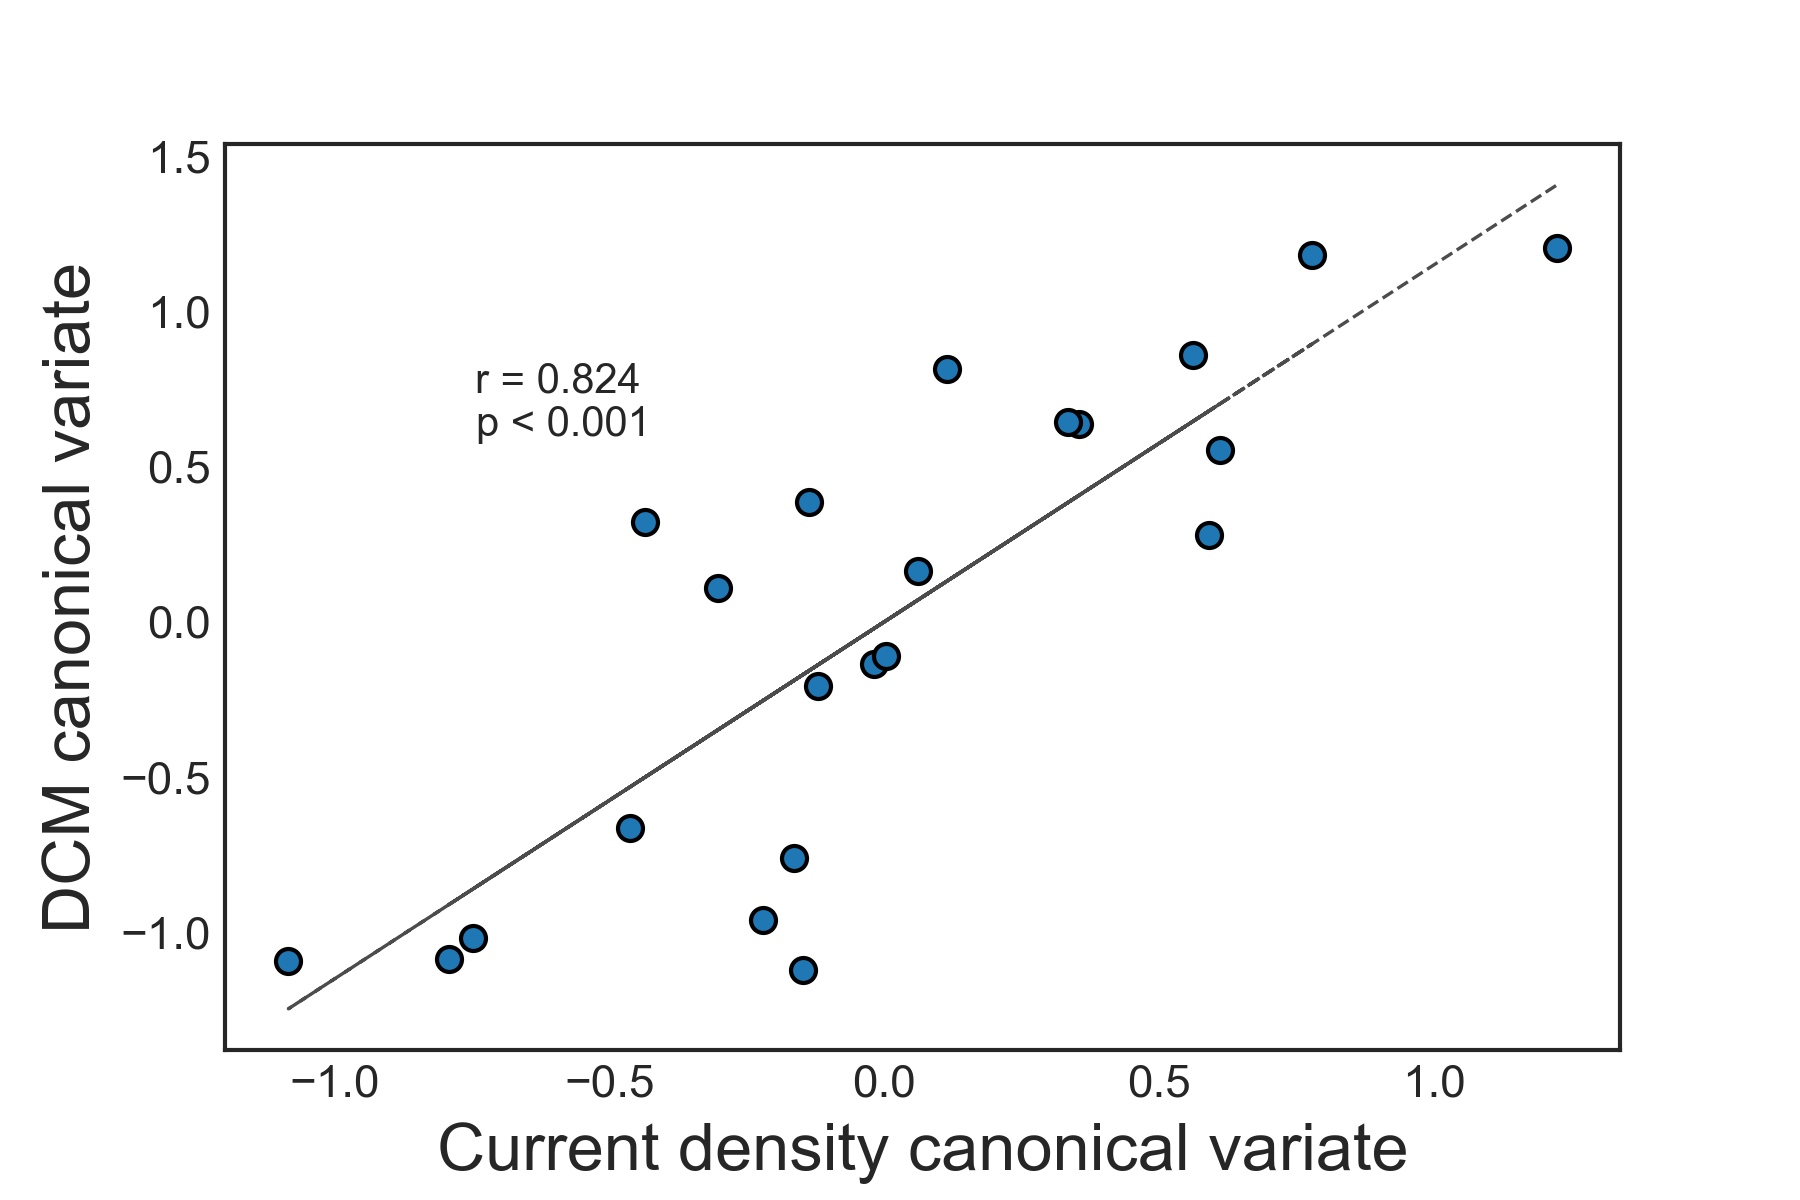 1.5
1.0
0.5
0.0
−0.5
−1.0
DCM canonical variate
r = 0.824
p < 0.001
−1.0 −0.5 0.0 0.5 1.0
Current density canonical variate